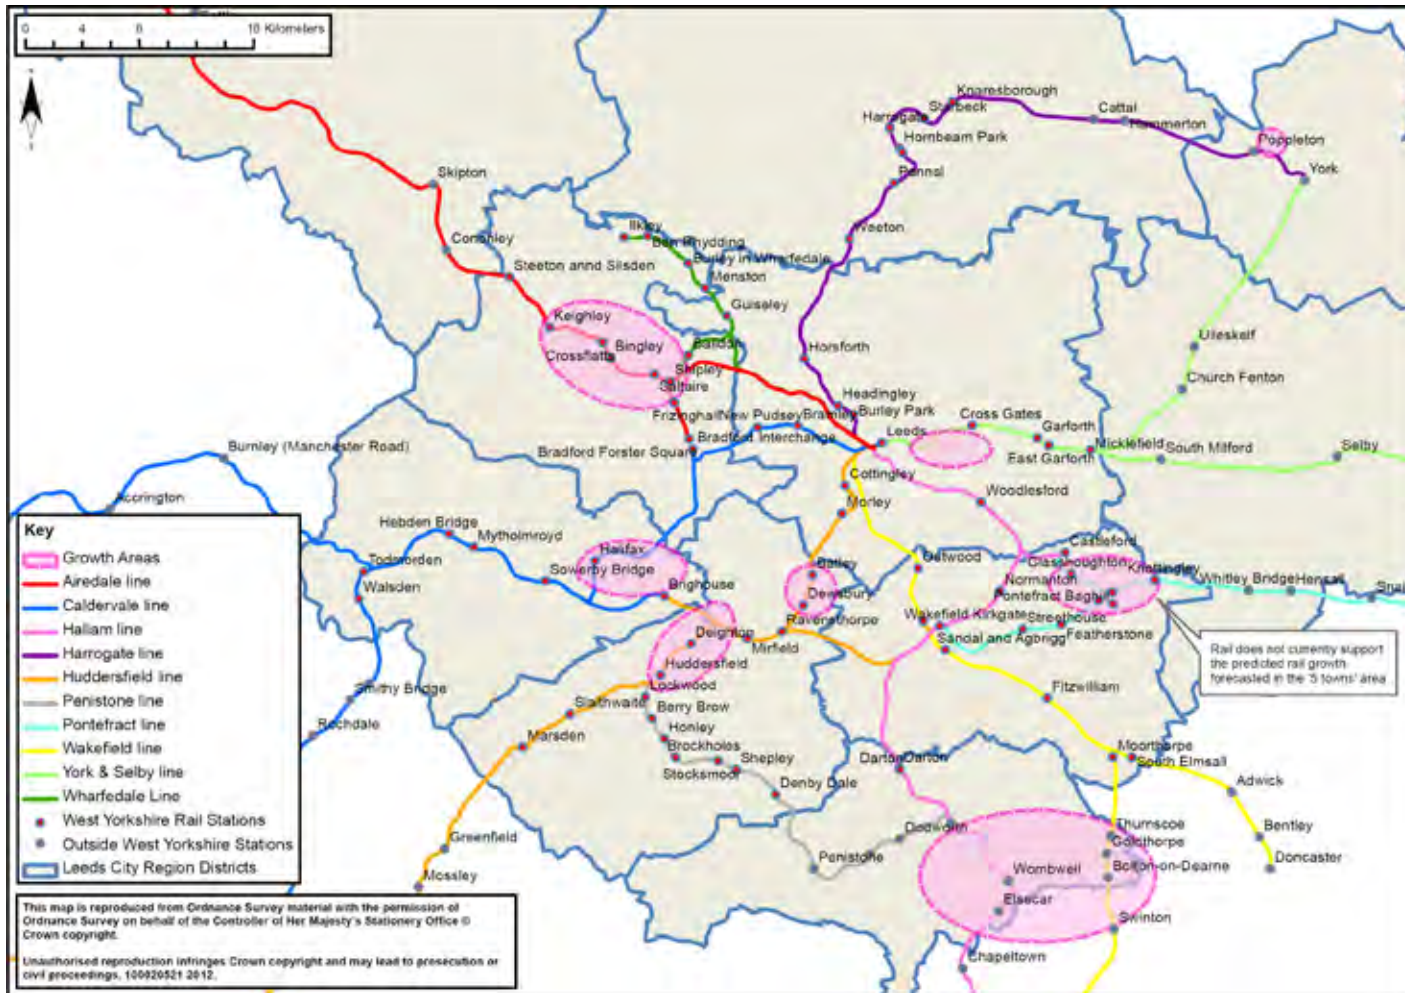 0 4 8 16 Kilometers
Knaresborough
Starbeck
Cattal
Harrogate
Hammerton
Hornbeam Park
Poppleton
Pannal
York
Skipton
Weeton
Ilkley
Ben Rhydding
Cononley
Burley in Wharfedale
Steeton annd Silsden
Menston
Guiseley
Keighley
Ulleskelf
Bingley
Baildon
Horsforth
Crossflatts
Shipley
Saltaire
Church Fenton
Headingley
Frizinghall
New Pudsey
Bramley
Burley Park
Cross Gates
Garforth
Bradford Interchange
Leeds
Micklefield
Burnley (Manchester Road)
Bradford Forster Square
East Garforth
South Milford
Selby
Cottingley
Accrington
Morley
Woodlesford
Hebden Bridge
Mytholmroyd
Castleford
Todmorden
Halifax
Outwood
Glasshoughton
Batley
Knottingley
Walsden
Sowerby Bridge
Normanton
Whitley Bridge
Hensall
Brighouse
Dewsbury
Pontefract Baghill
Wakefield Kirkgate
Streethouse
Ravensthorpe
Featherstone
Deighton
Mirfield
Sandal and Agbrigg
Rail does not currently support
the predicted rail growth
forecasted in the '5 towns' area
Huddersfield
Lockwood
Fitzwilliam
Smithy Bridge
Slaithwaite
Berry Brow
Rochdale
Honley
Marsden
Brockholes
Shepley
Darton
Darton
Moorthorpe
South Elmsall
Stocksmoor
Denby Dale
Adwick
Greenfield
Dodworth
Thurnscoe
Goldthorpe
Bentley
Penistone
Wombwell
Bolton-on-Dearne
Doncaster
Mossley
Elsecar
Swinton
Chapeltown
Key
Growth Areas
Airedale line
Caldervale line
Hallam line
Harrogate line
Huddersfield line
Penistone line
Pontefract line
Wakefield line
York & Selby line
Wharfedale Line
West Yorkshire Rail Stations
Outside West Yorkshire Stations
Leeds City Region Districts
This map is reproduced from Ordnance Survey material with the permission of
Ordnance Survey on behalf of the Controller of Her Majesty's Stationery Office ©
Crown copyright.
Unauthorised reproduction infringes Crown copyright and may lead to prosecution or
civil proceedings. 100020521 2012.